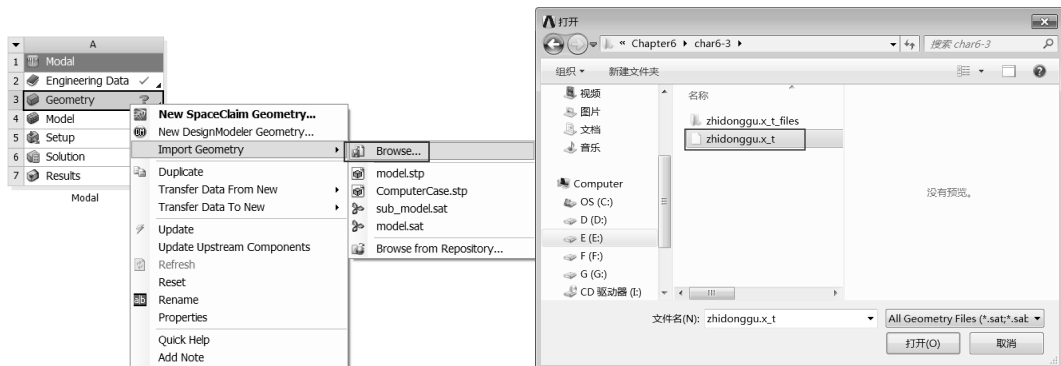 A
1 Modal
2 Engineering Data
3 Geometry ?
4 Model
5 Setup
6 Solution
7 Results
Modal
New SpaceClaim Geometry...
New DesignModeler Geometry...
Import Geometry
Duplicate
Transfer Data From New
Transfer Data To New
Update
Update Upstream Components
Refresh
Reset
Rename
Properties
Quick Help
Add Note
Browse...
model.stp
ComputerCase.stp
sub_model.sat
model.sat
Browse from Repository...
打开
« Chapter6 ▸ char6-3 ▸
搜索 char6-3
组织 新建文件夹
视频
图片
文档
音乐
Computer
OS (C:)
D (D:)
E (E:)
F (F:)
G (G:)
CD 驱动器 (I:)
名称
zhidonggu.x_t_files
zhidonggu.x_t
没有预览。
文件名(N): zhidonggu.x_t
All Geometry Files (*.sat;*.sab
打开(O) 取消